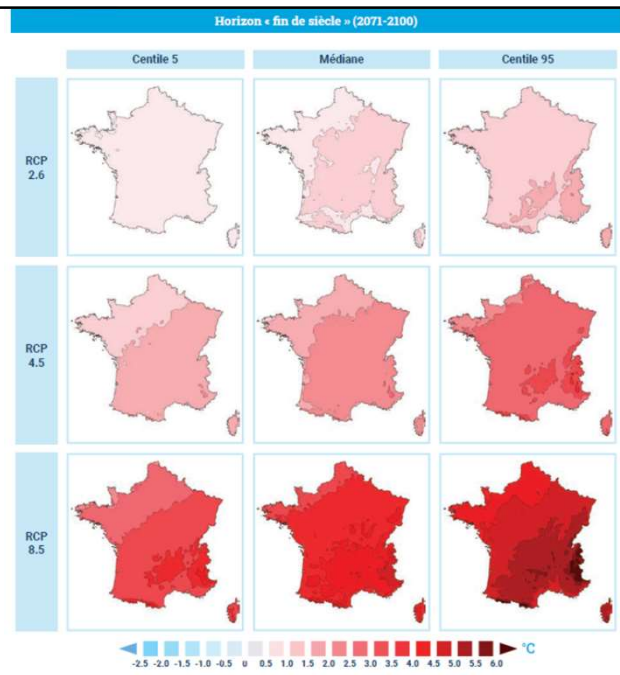 Horizon « fin de siècle » (2071-2100)
Centile 5 Médiane Centile 95
RCP
2.6
RCP
4.5
RCP
8.5
°C
-2.5 -2.0 -1.5 -1.0 -0.5 0 0.5 1.0 1.5 2.0 2.5 3.0 3.5 4.0 4.5 5.0 5.5 6.0